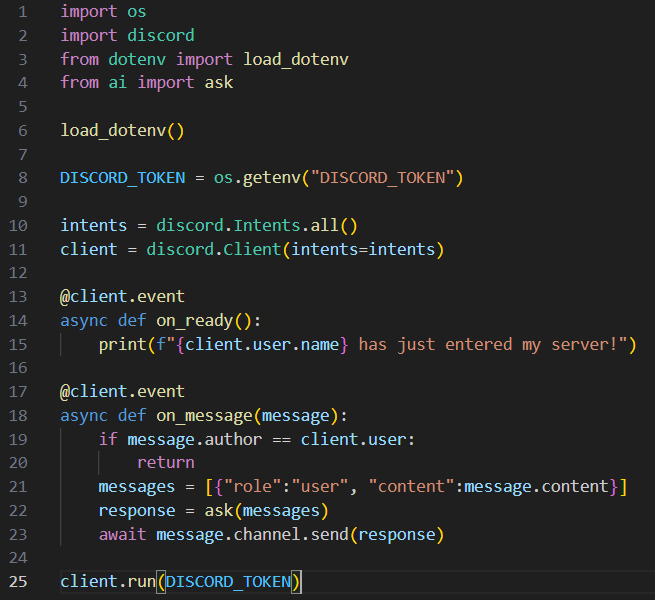 1 import os
2 import discord
3 from dotenv import load_dotenv
4 from ai import ask
5
6 load_dotenv()
7
8 DISCORD_TOKEN = os.getenv("DISCORD_TOKEN")
9
10 intents = discord.Intents.all()
11 client = discord.Client(intents=intents)
12
13 @client.event
14 async def on_ready():
15     print(f"{client.user.name} has just entered my server!")
16
17 @client.event
18 async def on_message(message):
19     if message.author == client.user:
20         return
21     messages = [{"role":"user", "content":message.content}]
22     response = ask(messages)
23     await message.channel.send(response)
24
25 client.run(DISCORD_TOKEN)